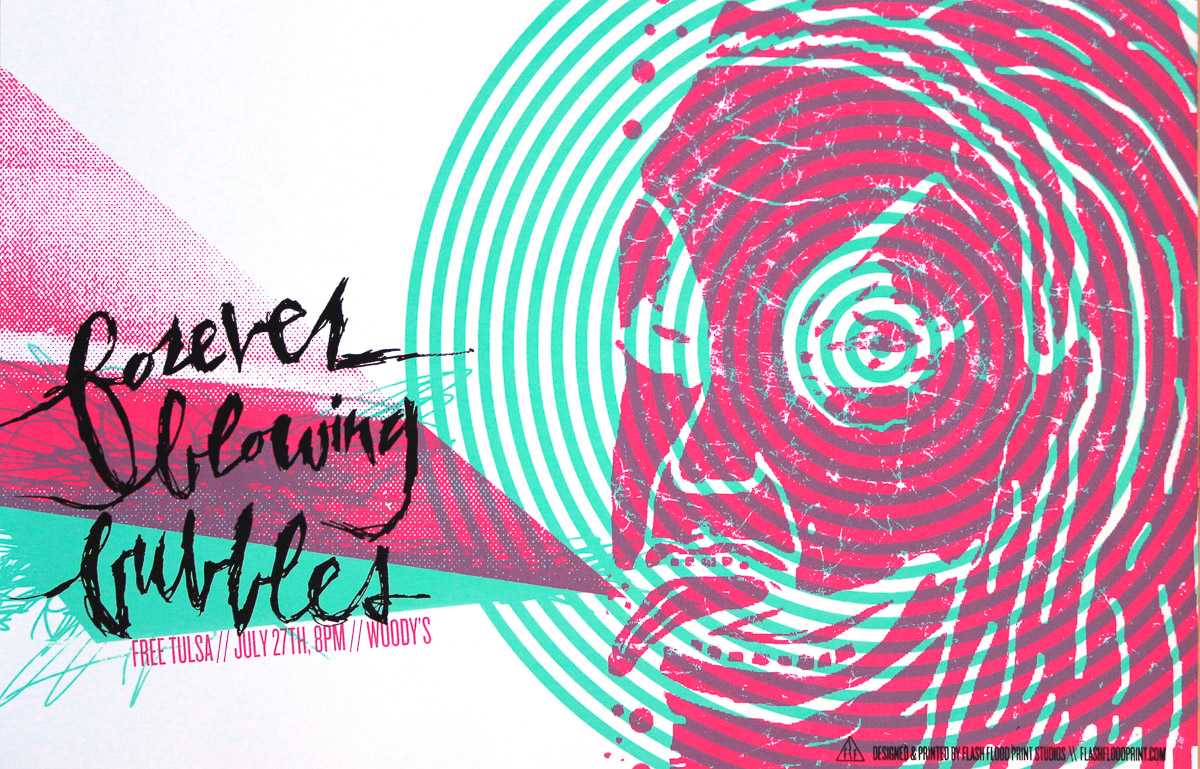 forever
blowing
bubbles
FREE TULSA // JULY 27TH, 8PM // WOODY'S
DESIGNED & PRINTED BY FLASH FLOOD PRINT STUDIOS \\ FLASHFLOODPRINT.COM